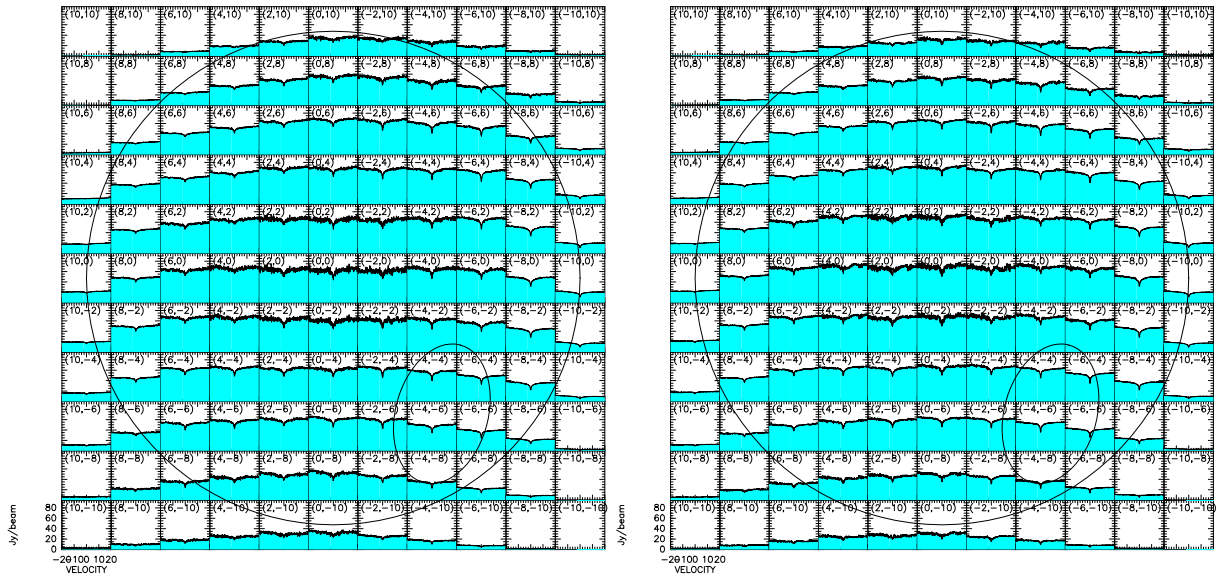 (10,10) (8,10) (6,10) (4,10) (2,10) (0,10) (-2,10) (-4,10) (-6,10) (-8,10) (-10,10)
(10,8) (8,8) (6,8) (4,8) (2,8) (0,8) (-2,8) (-4,8) (-6,8) (-8,8) (-10,8)
(10,6) (8,6) (6,6) (4,6) (2,6) (0,6) (-2,6) (-4,6) (-6,6) (-8,6) (-10,6)
(10,4) (8,4) (6,4) (4,4) (2,4) (0,4) (-2,4) (-4,4) (-6,4) (-8,4) (-10,4)
(10,2) (8,2) (6,2) (4,2) (2,2) (0,2) (-2,2) (-4,2) (-6,2) (-8,2) (-10,2)
(10,0) (8,0) (6,0) (4,0) (2,0) (0,0) (-2,0) (-4,0) (-6,0) (-8,0) (-10,0)
(10,-2) (8,-2) (6,-2) (4,-2) (2,-2) (0,-2) (-2,-2) (-4,-2) (-6,-2) (-8,-2) (-10,-2)
(10,-4) (8,-4) (6,-4) (4,-4) (2,-4) (0,-4) (-2,-4) (-4,-4) (-6,-4) (-8,-4) (-10,-4)
(10,-6) (8,-6) (6,-6) (4,-6) (2,-6) (0,-6) (-2,-6) (-4,-6) (-6,-6) (-8,-6) (-10,-6)
(10,-8) (8,-8) (6,-8) (4,-8) (2,-8) (0,-8) (-2,-8) (-4,-8) (-6,-8) (-8,-8) (-10,-8)
(10,-10) (8,-10) (6,-10) (4,-10) (2,-10) (0,-10) (-2,-10) (-4,-10) (-6,-10) (-8,-10) (-10,-10)
80
60
40
20
0
Jy/beam
-20-10 0 10 20
VELOCITY
(10,10) (8,10) (6,10) (4,10) (2,10) (0,10) (-2,10) (-4,10) (-6,10) (-8,10) (-10,10)
(10,8) (8,8) (6,8) (4,8) (2,8) (0,8) (-2,8) (-4,8) (-6,8) (-8,8) (-10,8)
(10,6) (8,6) (6,6) (4,6) (2,6) (0,6) (-2,6) (-4,6) (-6,6) (-8,6) (-10,6)
(10,4) (8,4) (6,4) (4,4) (2,4) (0,4) (-2,4) (-4,4) (-6,4) (-8,4) (-10,4)
(10,2) (8,2) (6,2) (4,2) (2,2) (0,2) (-2,2) (-4,2) (-6,2) (-8,2) (-10,2)
(10,0) (8,0) (6,0) (4,0) (2,0) (0,0) (-2,0) (-4,0) (-6,0) (-8,0) (-10,0)
(10,-2) (8,-2) (6,-2) (4,-2) (2,-2) (0,-2) (-2,-2) (-4,-2) (-6,-2) (-8,-2) (-10,-2)
(10,-4) (8,-4) (6,-4) (4,-4) (2,-4) (0,-4) (-2,-4) (-4,-4) (-6,-4) (-8,-4) (-10,-4)
(10,-6) (8,-6) (6,-6) (4,-6) (2,-6) (0,-6) (-2,-6) (-4,-6) (-6,-6) (-8,-6) (-10,-6)
(10,-8) (8,-8) (6,-8) (4,-8) (2,-8) (0,-8) (-2,-8) (-4,-8) (-6,-8) (-8,-8) (-10,-8)
(10,-10) (8,-10) (6,-10) (4,-10) (2,-10) (0,-10) (-2,-10) (-4,-10) (-6,-10) (-8,-10) (-10,-10)
80
60
40
20
0
Jy/beam
-20-10 0 10 20
VELOCITY